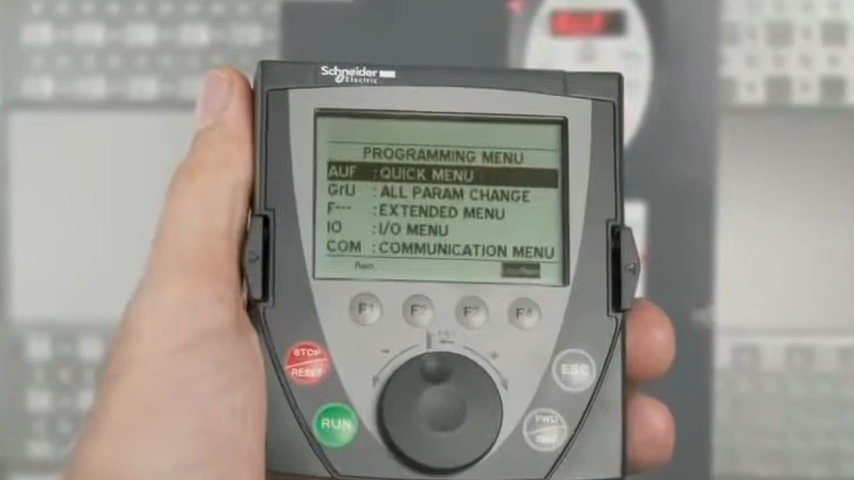 Schneider
Electric
PROGRAMMING MENU
AUF : QUICK MENU
GrU : ALL PARAM CHANGE
F--- : EXTENDED MENU
IO : I/O MENU
COM : COMMUNICATION MENU
F1 F2 F3 F4
STOP
RESET
- +
ESC
RUN
FWD
REV